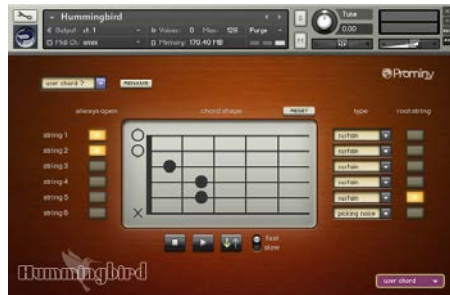 Hummingbird
Output: st. 1
Voices: 0 Max: 128 Purge
Midi Ch: omni
Memory: 170.40 MB
S
M
Tune
0.00
Prominy
user chord 7
RENAME
always open
chord shape
RESET
type
root string
string 1
sustain
string 2
sustain
string 3
sustain
string 4
sustain
string 5
sustain
string 6
picking noise
fast
slow
Hummingbird
user chord